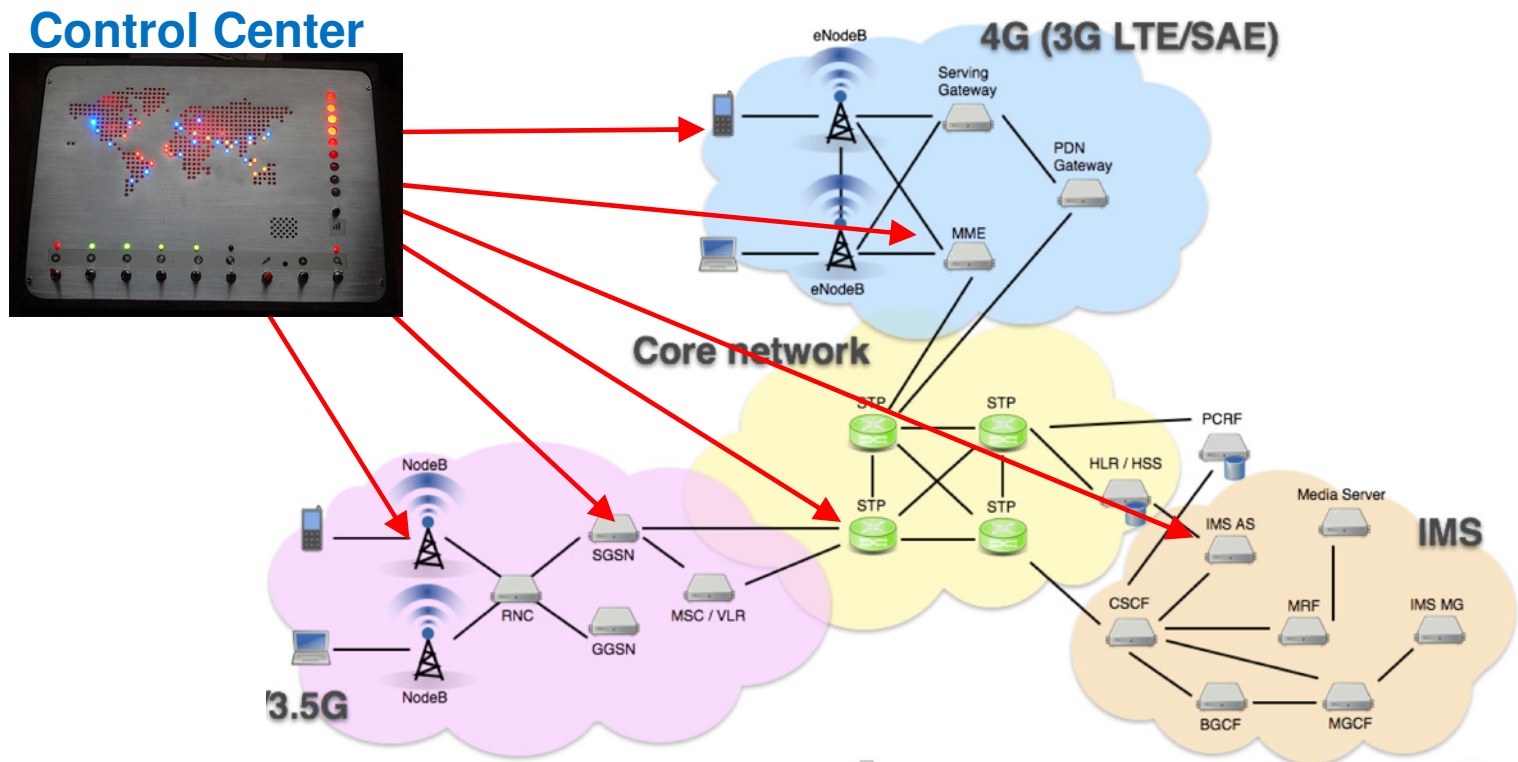 Control Center
4G (3G LTE/SAE)
eNodeB
Serving
Gateway
PDN
Gateway
MME
eNodeB
Core network
STP
STP
PCRF
HLR / HSS
STP
STP
NodeB
SGSN
RNC
MSC / VLR
GGSN
NodeB
/3.5G
Media Server
IMS AS
IMS
CSCF
MRF
IMS MG
BGCF
MGCF